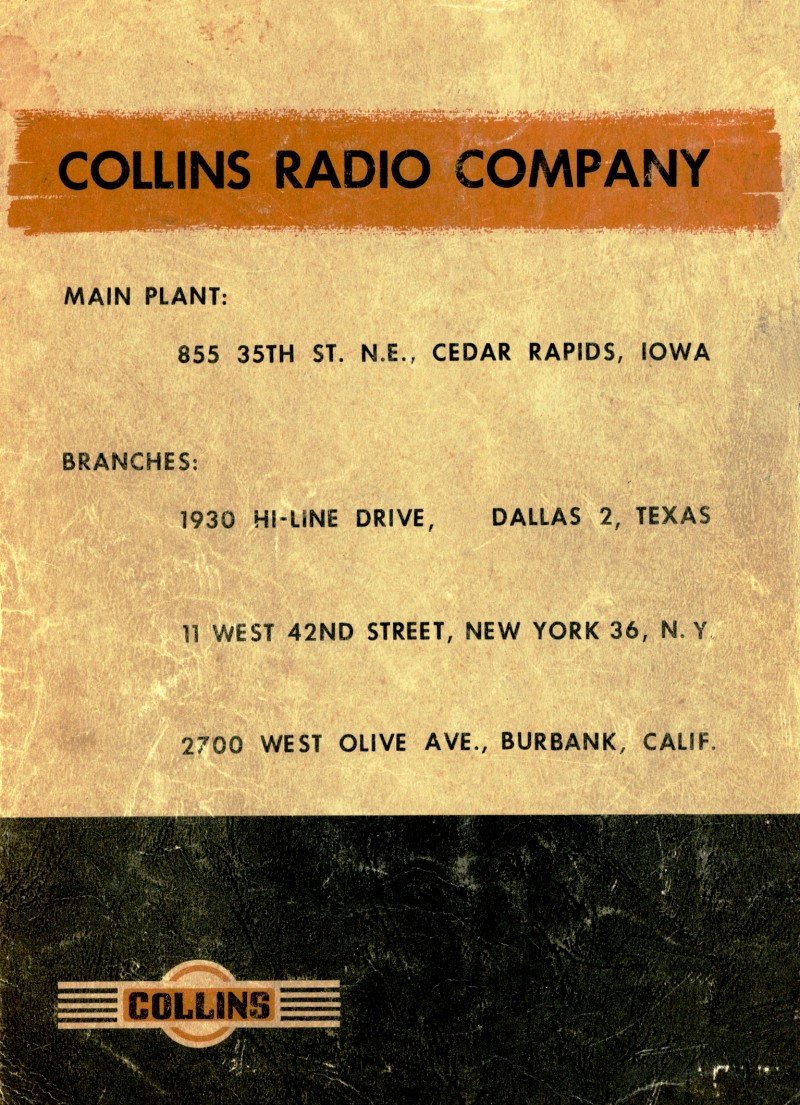 COLLINS RADIO COMPANY
MAIN PLANT:
855 35TH ST. N.E., CEDAR RAPIDS, IOWA
BRANCHES:
1930 HI-LINE DRIVE, DALLAS 2, TEXAS
11 WEST 42ND STREET, NEW YORK 36, N. Y.
2700 WEST OLIVE AVE., BURBANK, CALIF.
COLLINS